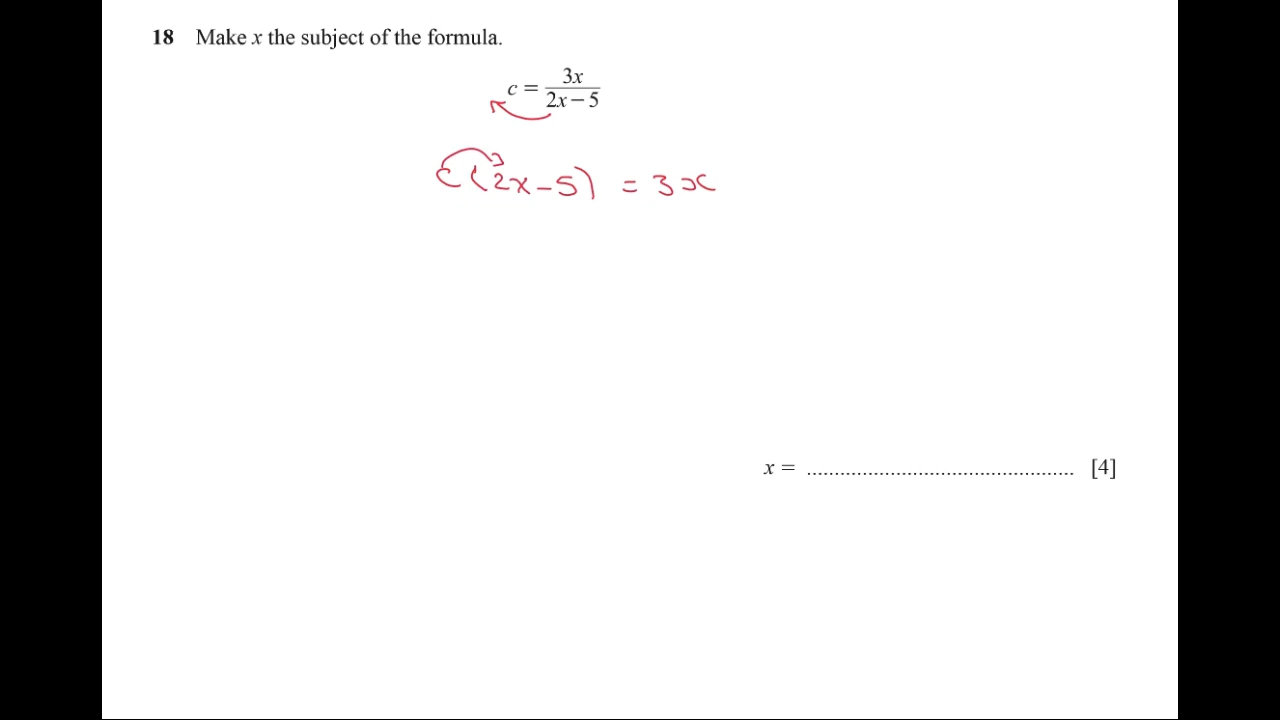 18 Make x the subject of the formula.
c = 3x / 2x − 5
c(2x − 5) = 3x
x = ................................................ [4]